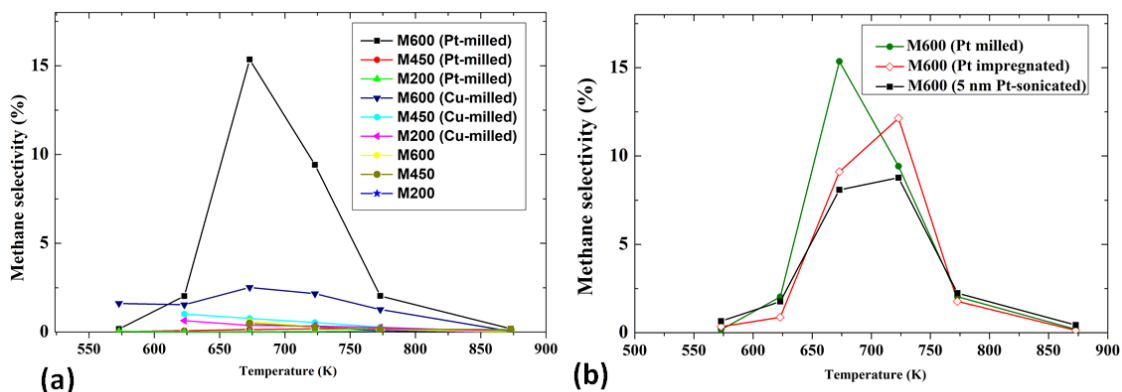 Methane selectivity (%)
15
10
5
0
550 600 650 700 750 800 850 900
Temperature (K)
(a)
M600 (Pt-milled)
M450 (Pt-milled)
M200 (Pt-milled)
M600 (Cu-milled)
M450 (Cu-milled)
M200 (Cu-milled)
M600
M450
M200
Methane selectivity (%)
15
10
5
0
500 550 600 650 700 750 800 850 900
Temperature (K)
(b)
M600 (Pt milled)
M600 (Pt impregnated)
M600 (5 nm Pt-sonicated)